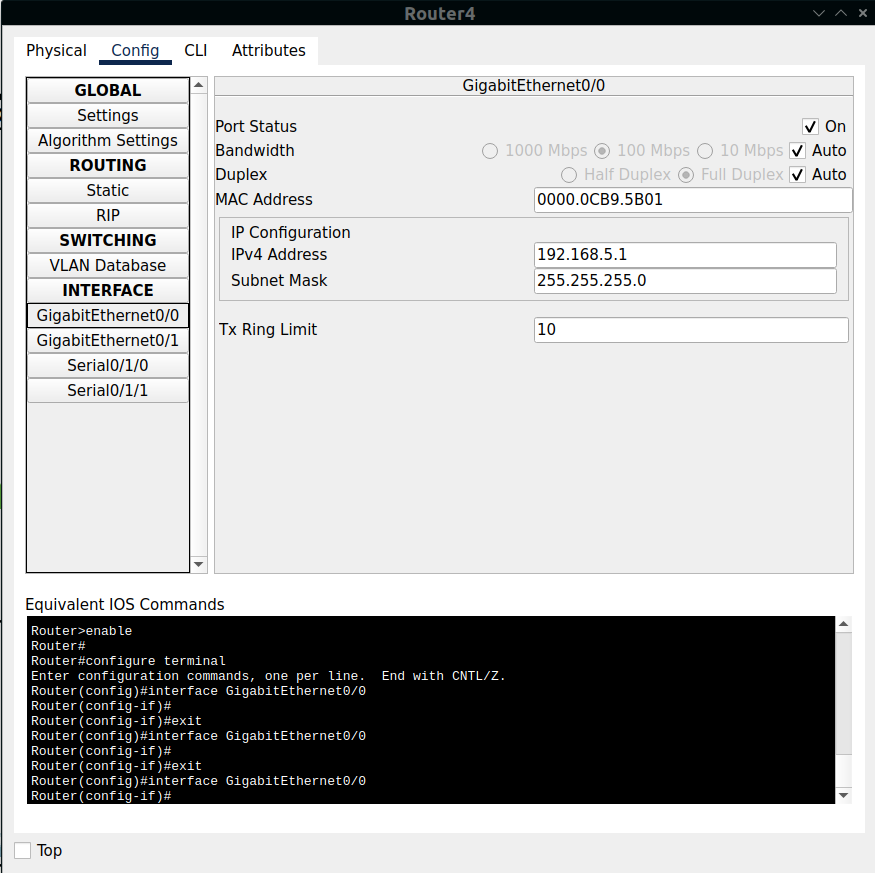 Router4
Physical Config CLI Attributes
GLOBAL
Settings
Algorithm Settings
ROUTING
Static
RIP
SWITCHING
VLAN Database
INTERFACE
GigabitEthernet0/0
GigabitEthernet0/1
Serial0/1/0
Serial0/1/1
GigabitEthernet0/0
Port Status On
Bandwidth 1000 Mbps 100 Mbps 10 Mbps Auto
Duplex Half Duplex Full Duplex Auto
MAC Address 0000.0CB9.5B01
IP Configuration
IPv4 Address 192.168.5.1
Subnet Mask 255.255.255.0
Tx Ring Limit 10
Equivalent IOS Commands
Router>enable
Router#
Router#configure terminal
Enter configuration commands, one per line.  End with CNTL/Z.
Router(config)#interface GigabitEthernet0/0
Router(config-if)#
Router(config-if)#exit
Router(config)#interface GigabitEthernet0/0
Router(config-if)#
Router(config-if)#exit
Router(config)#interface GigabitEthernet0/0
Router(config-if)#
Top